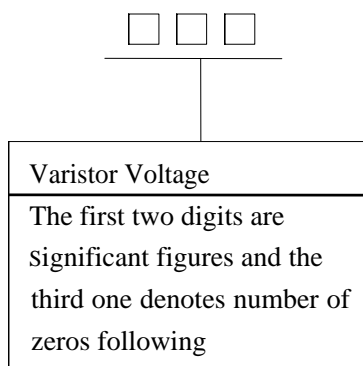 Varistor Voltage
The first two digits are
Significant figures and the
third one denotes number of
zeros following